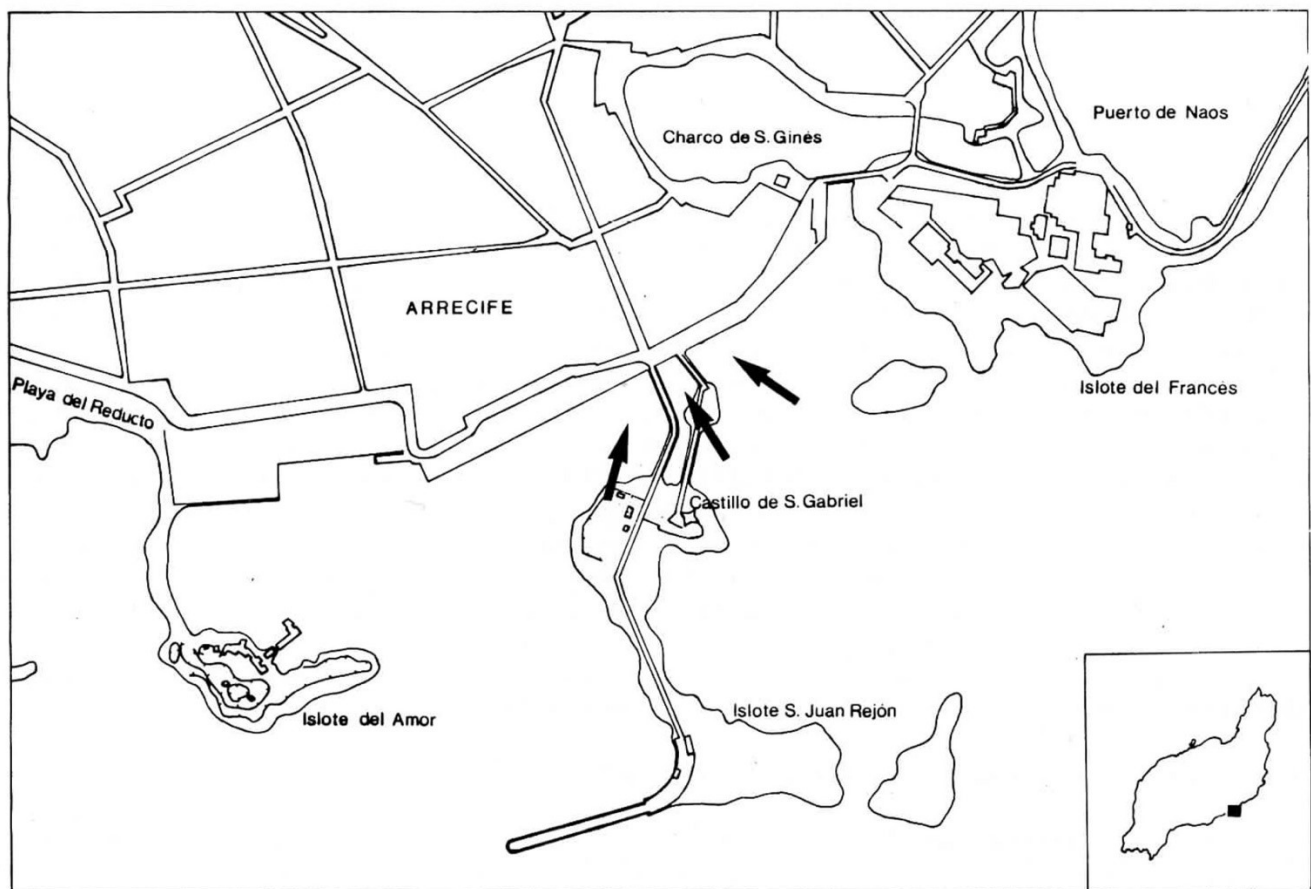 Puerto de Naos
Charco de S. Ginés
ARRECIFE
Playa del Reducto
Islote del Francés
Castillo de S. Gabriel
Islote S. Juan Rejón
Islote del Amor